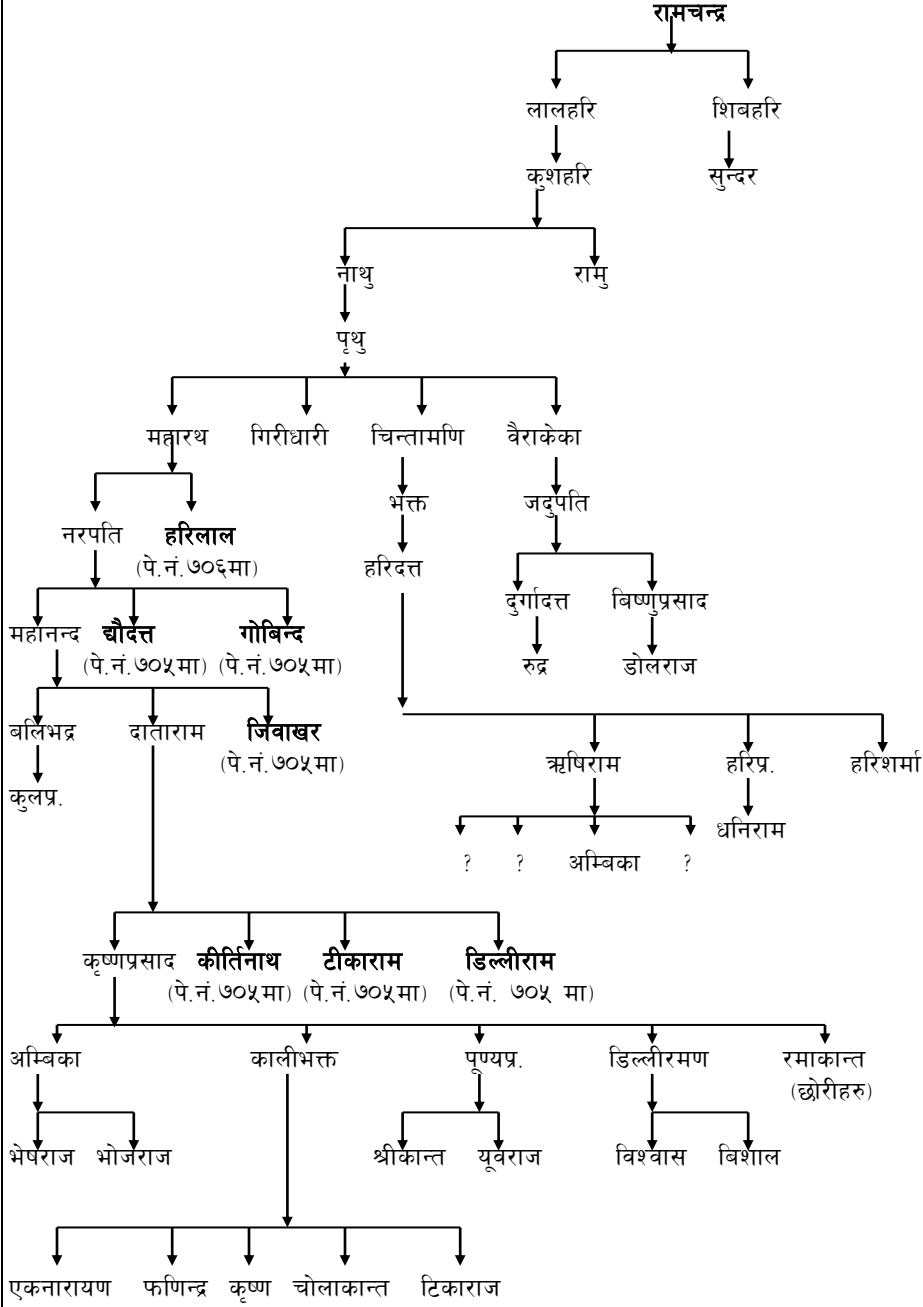 रामचन्द्र
लालहरि शिबहरि
कुशहरि सुन्दर
नाथु रामु
पृथु
महारथ गिरीधारी चिन्तामणि वैराकेका
भक्त जदुपति
नरपति हरिलाल
(पे.नं.७०६मा) हरिदत्त
दुर्गादत्त बिष्णुप्रसाद
महानन्द द्यौदत्त गोबिन्द
(पे.नं.७०५मा) (पे.नं.७०५मा) रुद्र डोलराज
बलिभद्र दाताराम जिवाखर
(पे.नं.७०५मा) ऋषिराम हरिप्र. हरिशर्मा
कुलप्र.
धनिराम
? ? अम्बिका ?
कृष्णप्रसाद कीर्तिनाथ टीकाराम डिल्लीराम
(पे.नं.७०५मा) (पे.नं.७०५मा) (पे.नं. ७०५ मा)
अम्बिका कालीभक्त पूण्यप्र. डिल्लीरमण रमाकान्त
(छोरीहरु)
भेषराज भोजराज श्रीकान्त यूवराज विश्वास बिशाल
एकनारायण फणिन्द्र कृष्ण चोलाकान्त टिकाराज